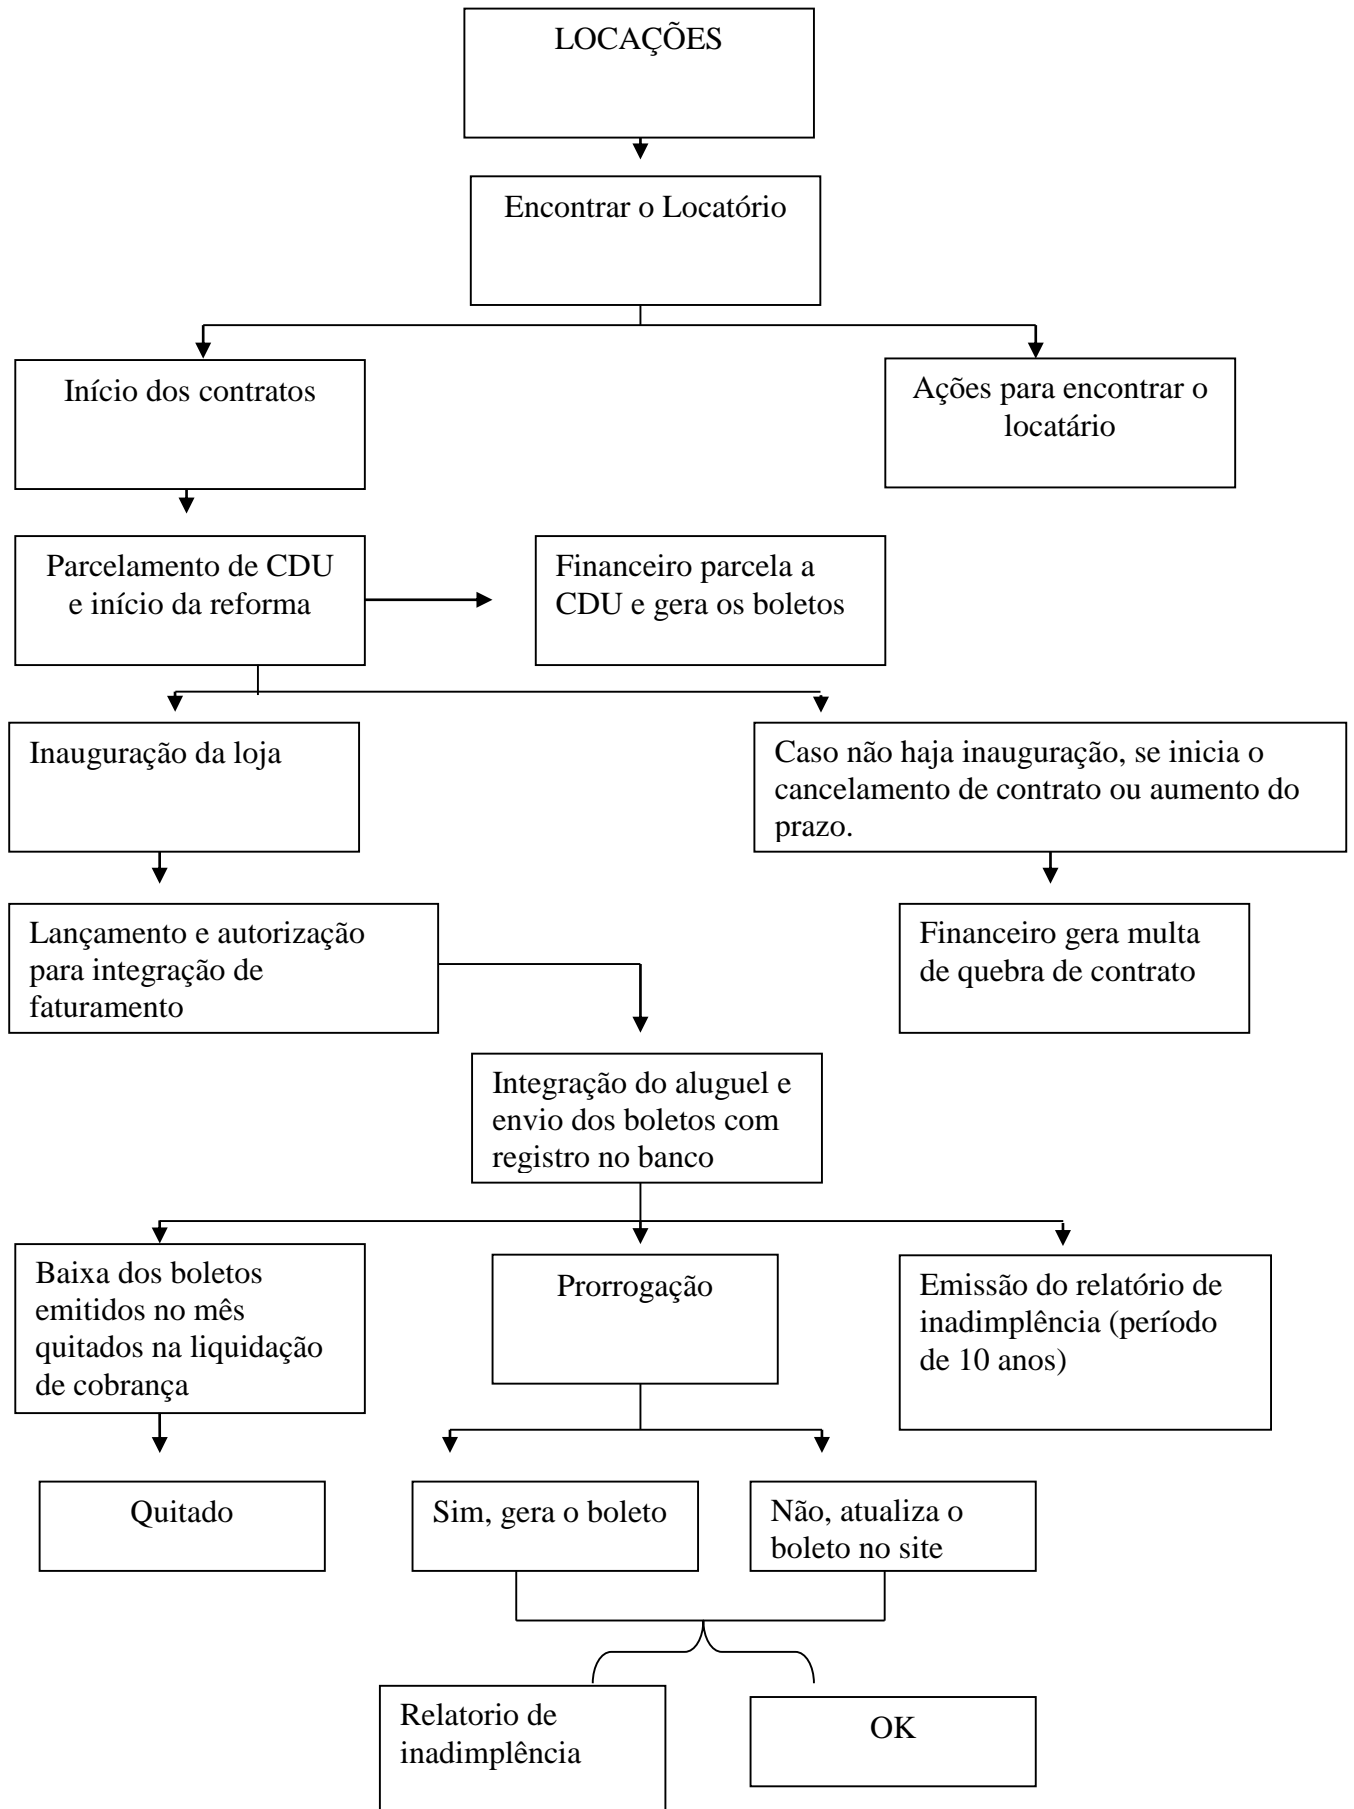 LOCAÇÕES
Encontrar o Locatório
Início dos contratos
Ações para encontrar o
locatário
Parcelamento de CDU
e início da reforma
Financeiro parcela a
CDU e gera os boletos
Inauguração da loja
Caso não haja inauguração, se inicia o
cancelamento de contrato ou aumento do
prazo.
Lançamento e autorização
para integração de
faturamento
Financeiro gera multa
de quebra de contrato
Integração do aluguel e
envio dos boletos com
registro no banco
Baixa dos boletos
emitidos no mês
quitados na liquidação
de cobrança
Prorrogação
Emissão do relatório de
inadimplência (período
de 10 anos)
Quitado
Sim, gera o boleto
Não, atualiza o
boleto no site
Relatorio de
inadimplência
OK